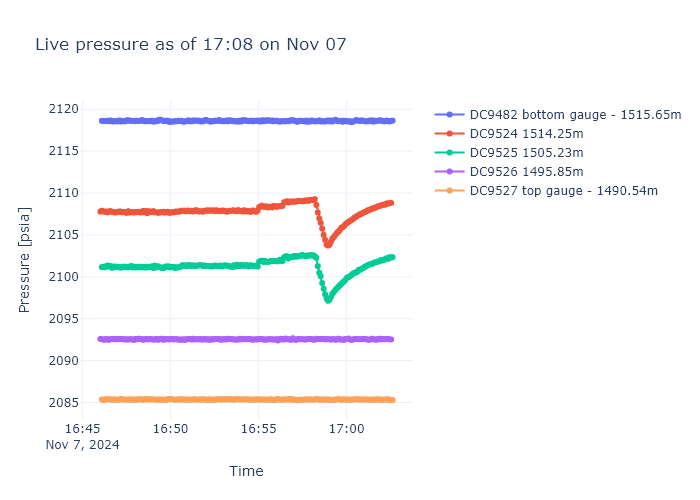 Live pressure as of 17:08 on Nov 07
DC9482 bottom gauge - 1515.65m
DC9524 1514.25m
DC9525 1505.23m
DC9526 1495.85m
DC9527 top gauge - 1490.54m
Pressure [psia]
2120
2115
2110
2105
2100
2095
2090
2085
16:45
16:50
16:55
17:00
Nov 7, 2024
Time